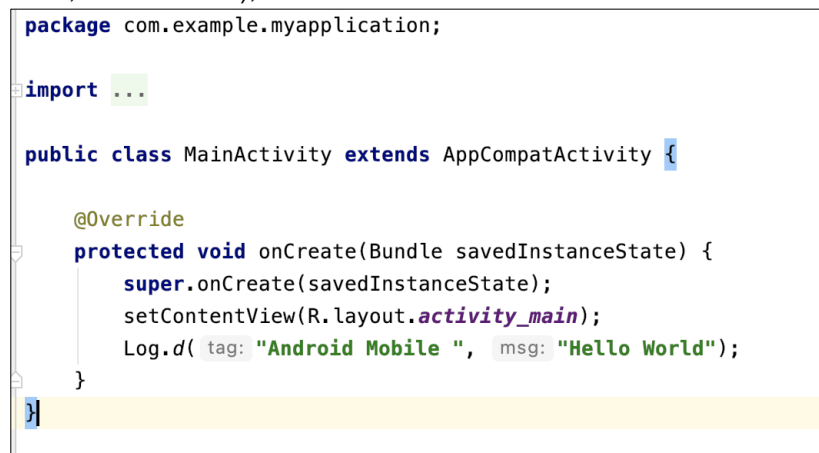 package com.example.myapplication;
import ...
public class MainActivity extends AppCompatActivity {
@Override
protected void onCreate(Bundle savedInstanceState) {
super.onCreate(savedInstanceState);
setContentView(R.layout.activity_main);
Log.d( tag: "Android Mobile ", msg: "Hello World");
}
}